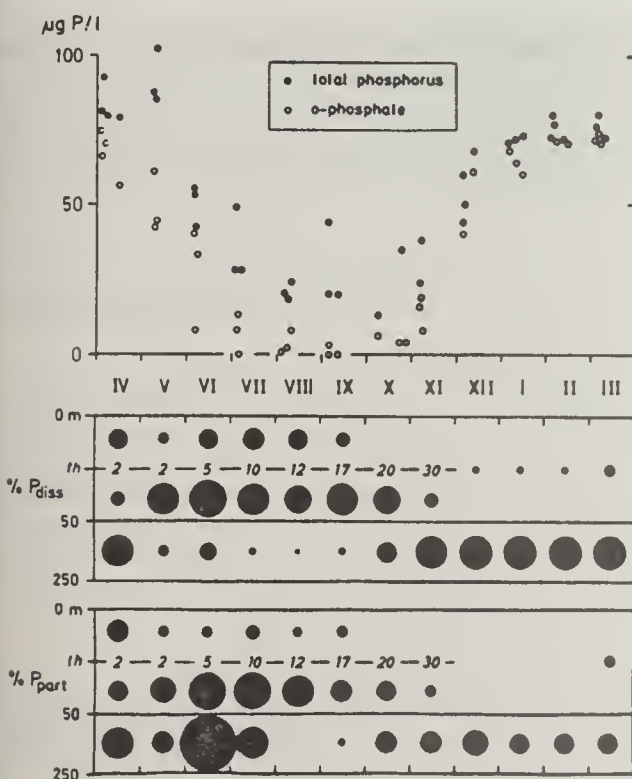 µg P/l
100
total phosphorus
o-phosphate
50
0
IV V VI VII VIII IX X XI XII I II III
0 m
th 2 2 5 10 12 17 20 30
% Pdiss
50
250
0 m
th 2 2 5 10 12 17 20 30
% Ppart
50
250